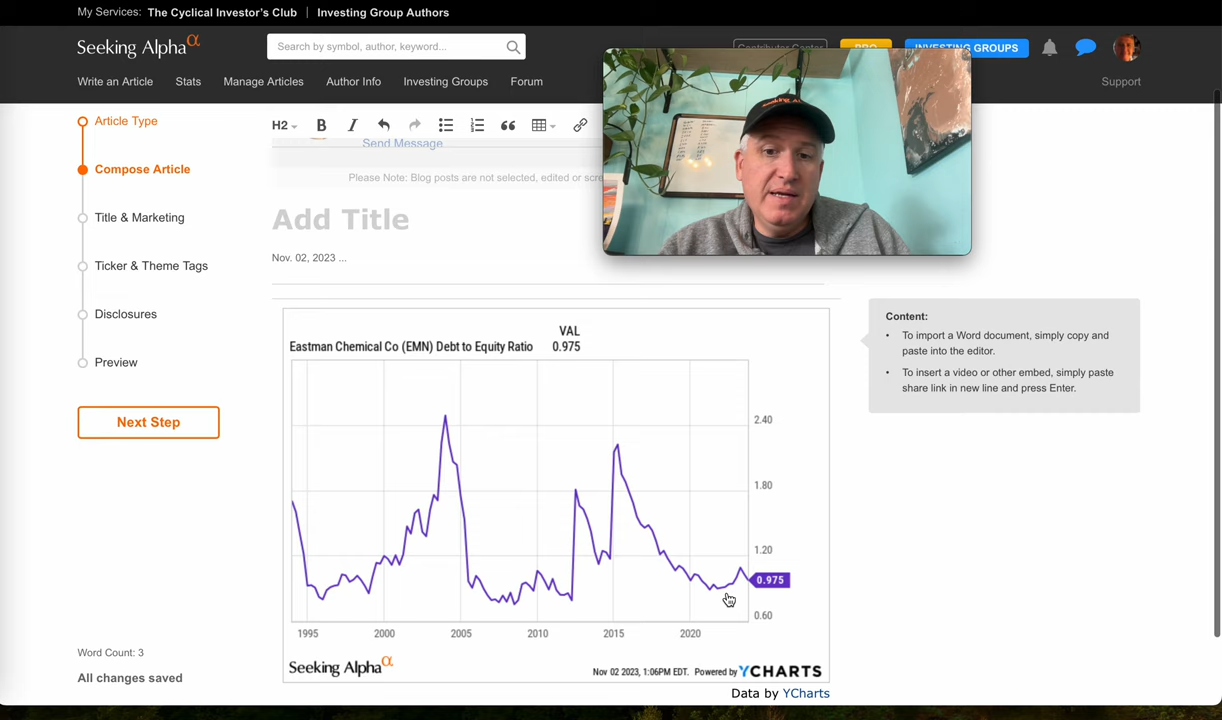 My Services: The Cyclical Investor's Club | Investing Group Authors
Seeking Alpha α
Search by symbol, author, keyword...
Contributor Center
PRO
INVESTING GROUPS
Write an Article
Stats
Manage Articles
Author Info
Investing Groups
Forum
Support
Article Type
Compose Article
Title & Marketing
Ticker & Theme Tags
Disclosures
Preview
Next Step
Word Count: 3
All changes saved
H2
B
I
Send Message
Please Note: Blog posts are not selected, edited or scre
Add Title
Nov. 02, 2023 ...
VAL
Eastman Chemical Co (EMN) Debt to Equity Ratio 0.975
2.40
1.80
1.20
0.975
0.60
1995 2000 2005 2010 2015 2020
Seeking Alpha α
Nov 02 2023, 1:06PM EDT. Powered by YCHARTS
Data by YCharts
Content:
• To import a Word document, simply copy and
paste into the editor.
• To insert a video or other embed, simply paste
share link in new line and press Enter.